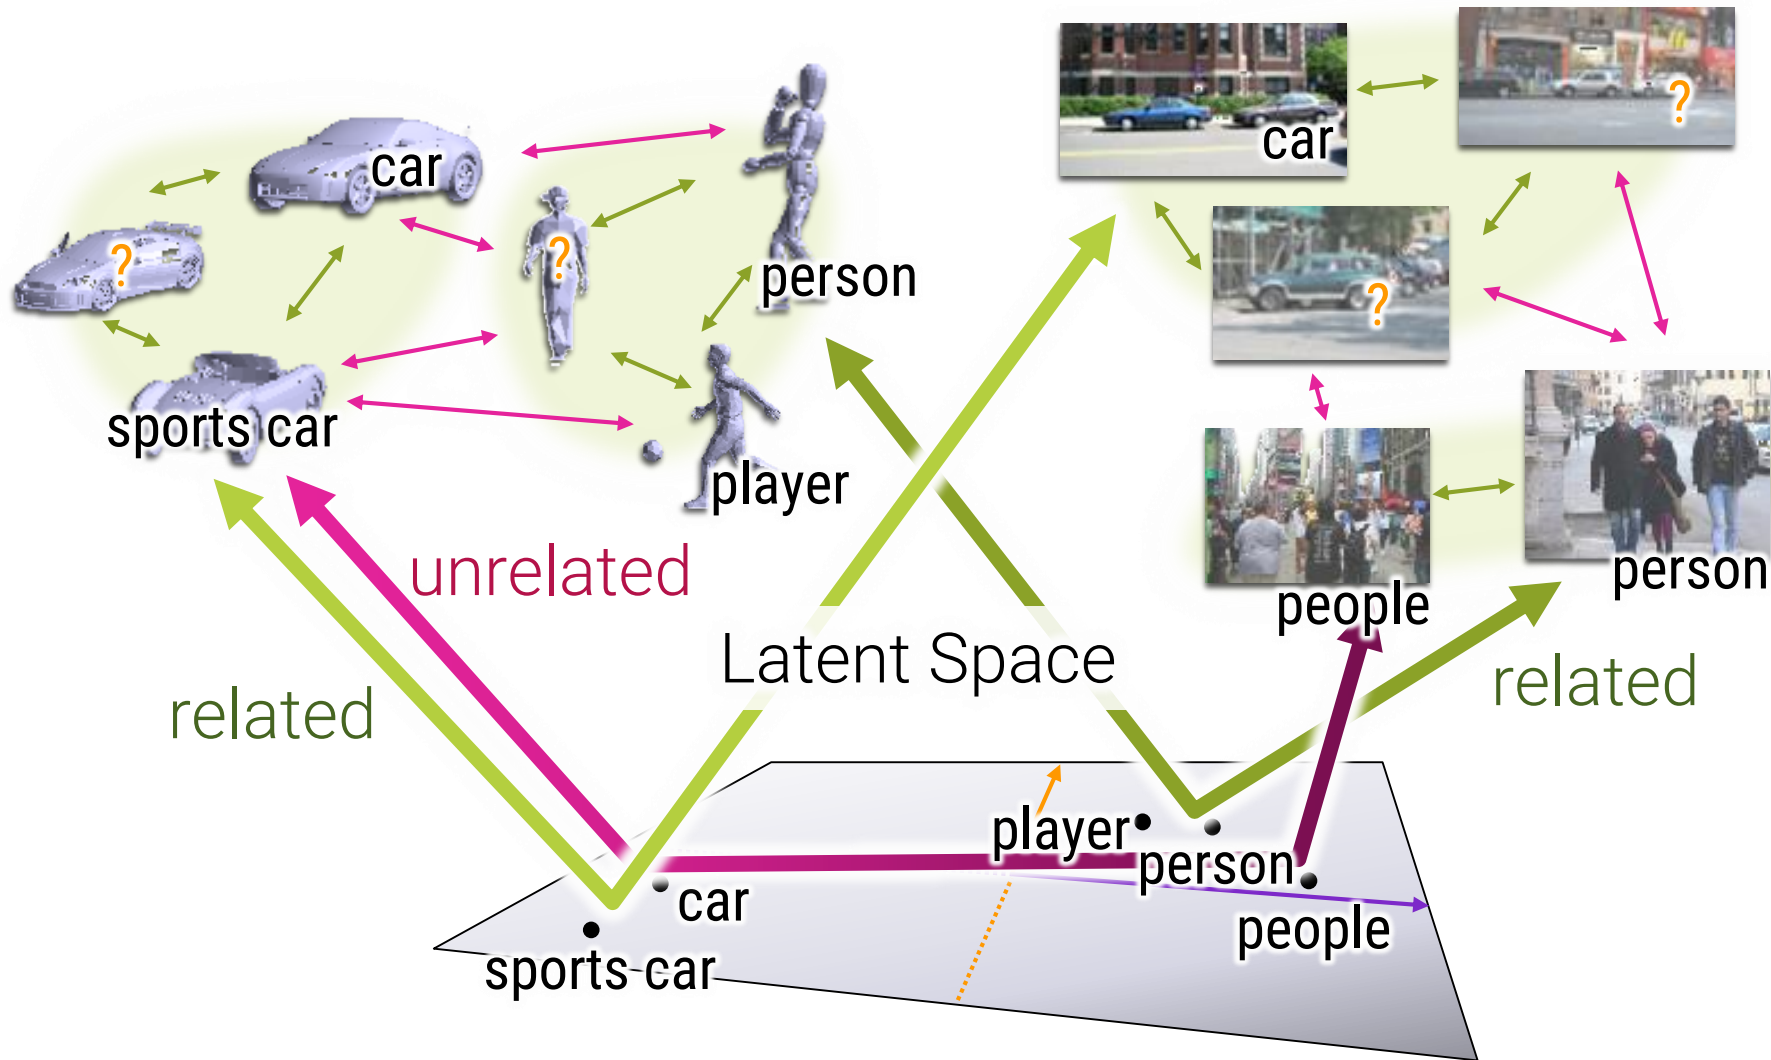 car
?
?
person
sports car
player
car
?
?
people
person
unrelated
related
Latent Space
related
player
person
car
people
sports car